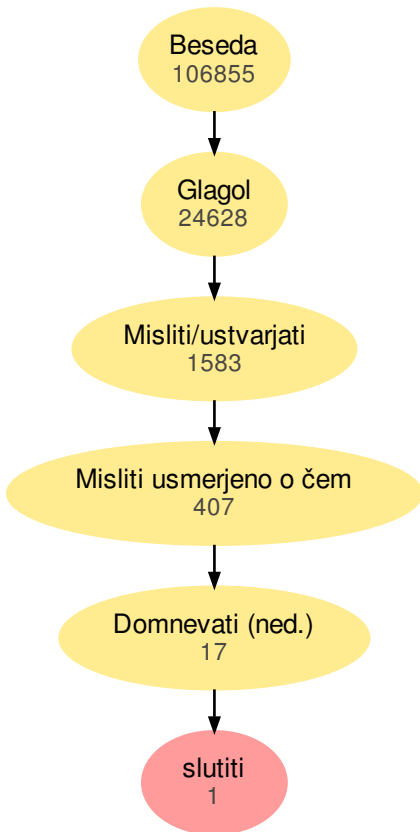 Beseda
106855
Glagol
24628
Misliti/ustvarjati
1583
Misliti usmerjeno o čem
407
Domnevati (ned.)
17
slutiti
1